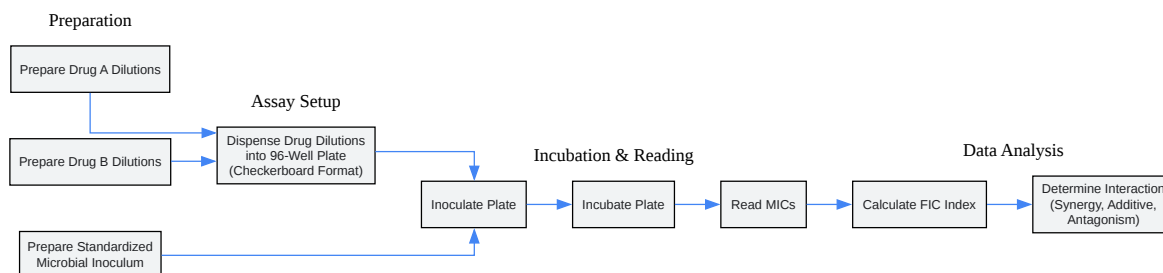 Preparation
Prepare Drug A Dilutions
Prepare Drug B Dilutions
Prepare Standardized
Microbial Inoculum
Assay Setup
Dispense Drug Dilutions
into 96-Well Plate
(Checkerboard Format)
Inoculate Plate
Incubation & Reading
Incubate Plate
Read MICs
Data Analysis
Calculate FIC Index
Determine Interaction
(Synergy, Additive,
Antagonism)